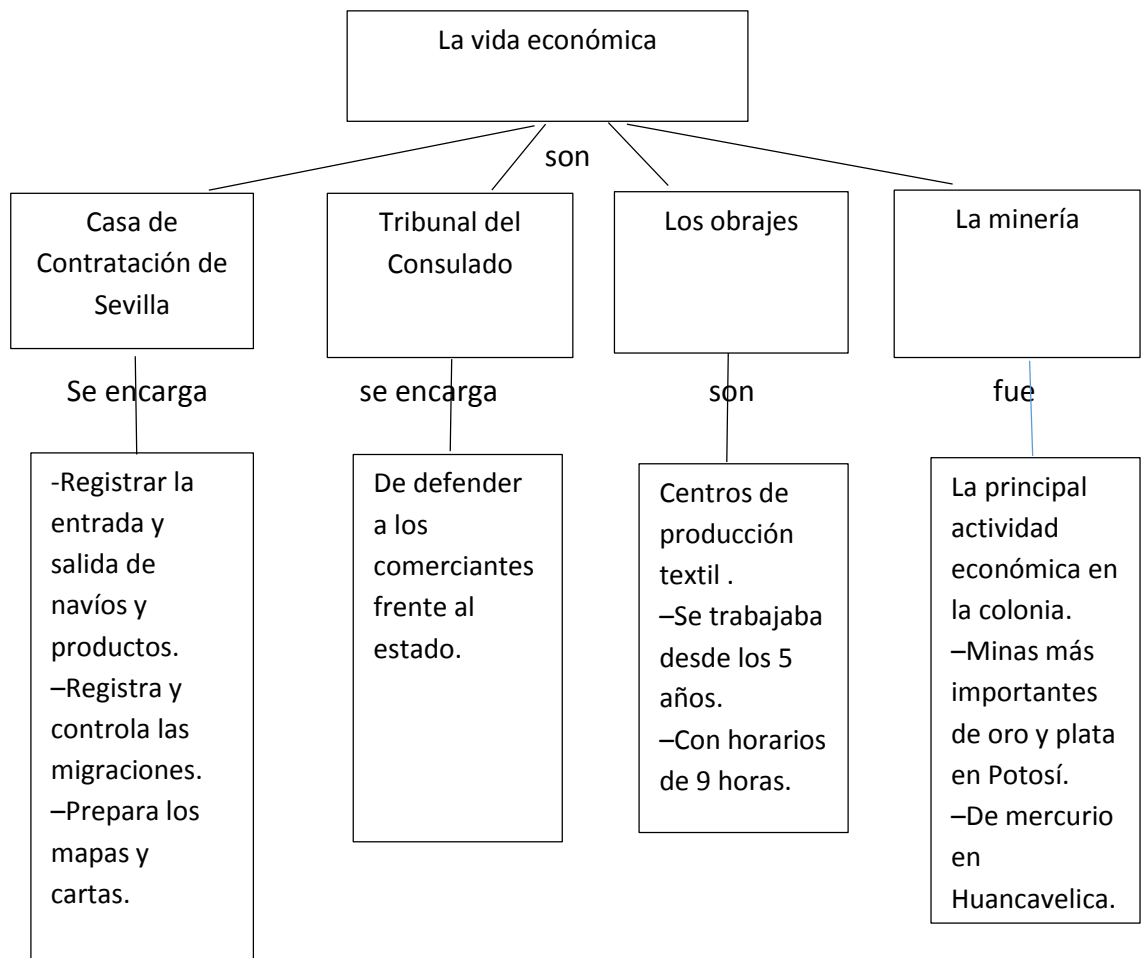 La vida económica
son
Casa de
Contratación de
Sevilla
Tribunal del
Consulado
Los obrajes
La minería
Se encarga
se encarga
son
fue
-Registrar la
entrada y
salida de
navíos y
productos.
–Registra y
controla las
migraciones.
–Prepara los
mapas y
cartas.
De defender
a los
comerciantes
frente al
estado.
Centros de
producción
textil .
–Se trabajaba
desde los 5
años.
–Con horarios
de 9 horas.
La principal
actividad
económica en
la colonia.
–Minas más
importantes
de oro y plata
en Potosí.
–De mercurio
en
Huancavelica.